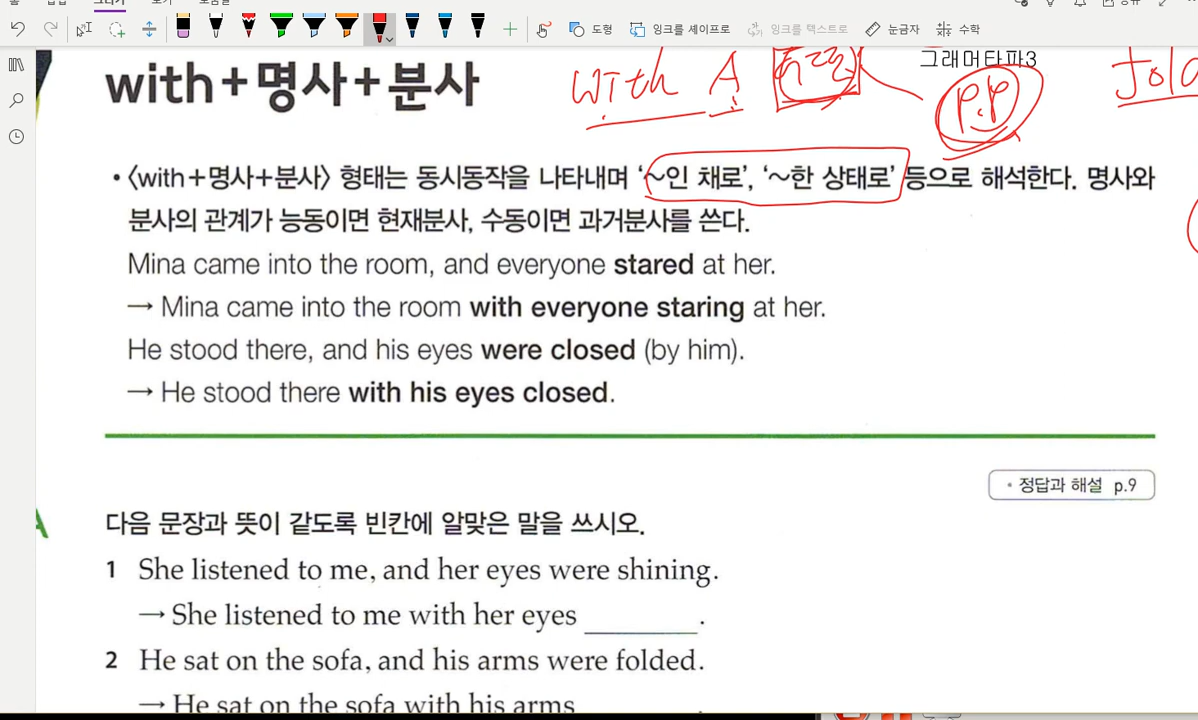 도형 잉크를 셰이프로 잉크를 텍스트로 눈금자 수학
with+명사+분사
with A
p.p
그래머타파3
• 〈with+명사+분사〉 형태는 동시동작을 나타내며 ‘~인 채로’, ‘~한 상태로’ 등으로 해석한다. 명사와
분사의 관계가 능동이면 현재분사, 수동이면 과거분사를 쓴다.
Mina came into the room, and everyone stared at her.
→ Mina came into the room with everyone staring at her.
He stood there, and his eyes were closed (by him).
→ He stood there with his eyes closed.
• 정답과 해설 p.9
다음 문장과 뜻이 같도록 빈칸에 알맞은 말을 쓰시오.
1 She listened to me, and her eyes were shining.
→ She listened to me with her eyes ________.
2 He sat on the sofa, and his arms were folded.
→ He sat on the sofa with his arms ________.